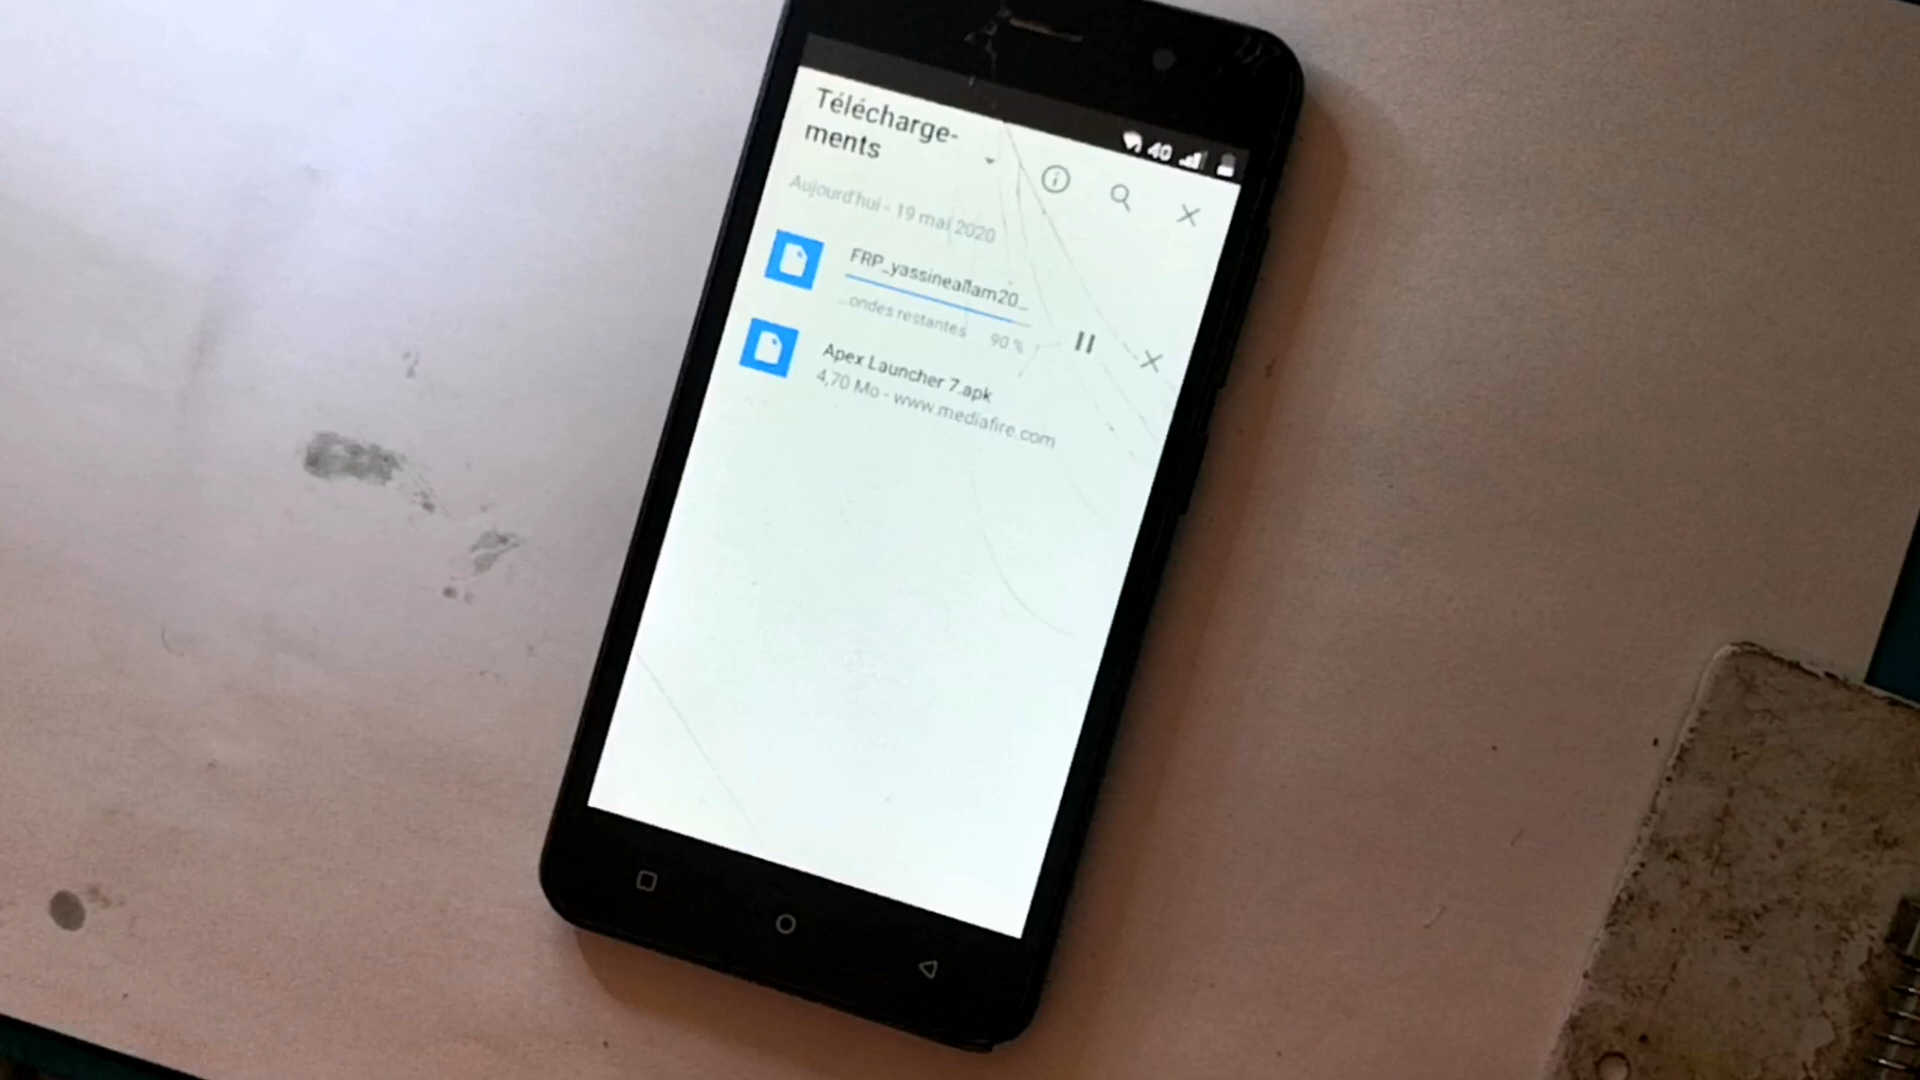 4G
Télécharge-
ments
Aujourd'hui - 19 mai 2020
FRP_yassineallam20_
...ondes restantes 90 %
Apex Launcher 7.apk
4,70 Mo - www.mediafire.com